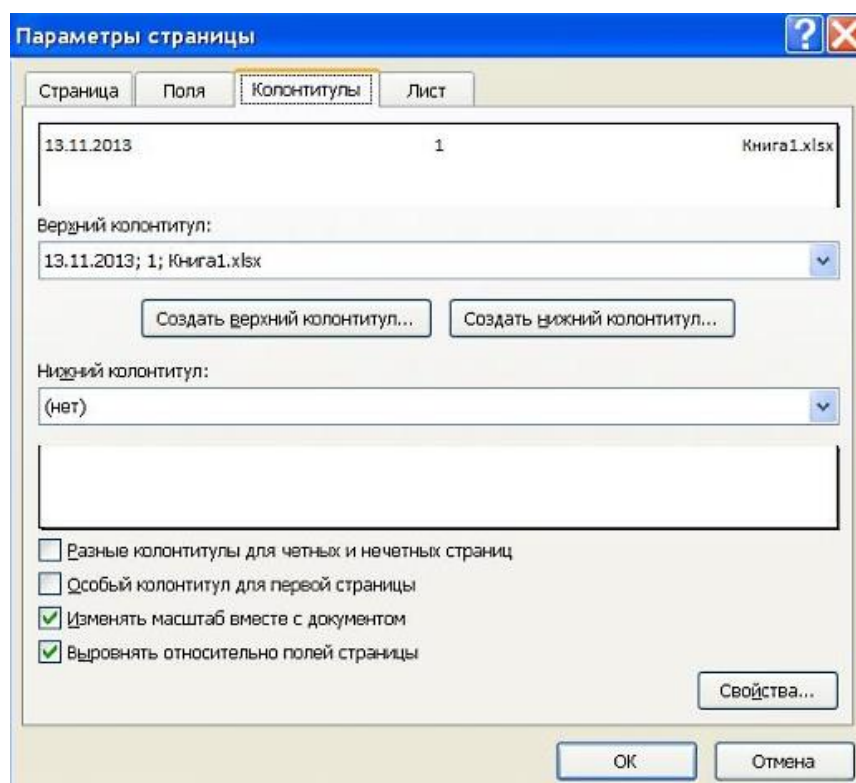 Параметры страницы
Страница Поля Колонтитулы Лист
13.11.2013 1 Книга1.xlsx
Верхний колонтитул:
13.11.2013; 1; Книга1.xlsx
Создать верхний колонтитул... Создать нижний колонтитул...
Нижний колонтитул:
(нет)
Разные колонтитулы для четных и нечетных страниц
Особый колонтитул для первой страницы
Изменять масштаб вместе с документом
Выровнять относительно полей страницы
Свойства...
ОК Отмена